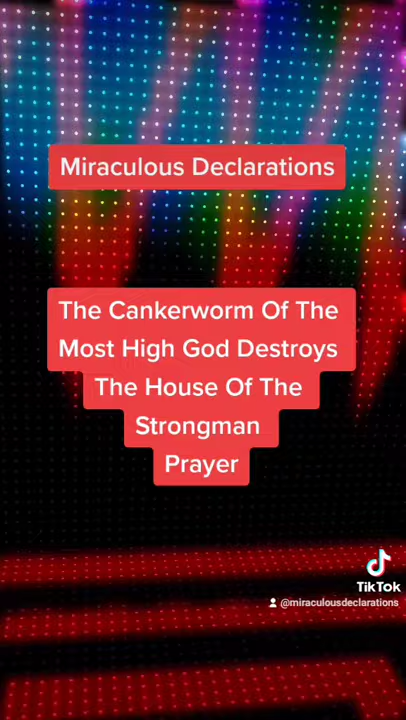 Miraculous Declarations
The Cankerworm Of The
Most High God Destroys
The House Of The
Strongman
Prayer
TikTok
@miraculousdeclarations